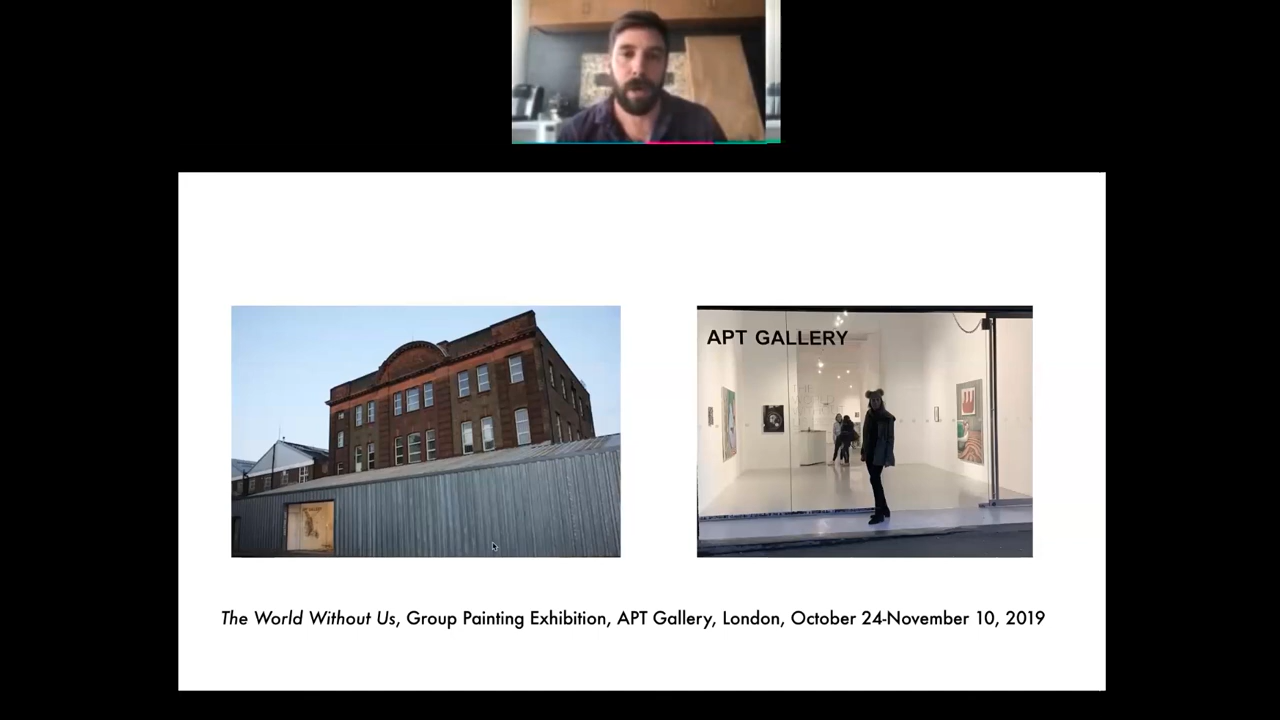 APT GALLERY
The World Without Us, Group Painting Exhibition, APT Gallery, London, October 24-November 10, 2019